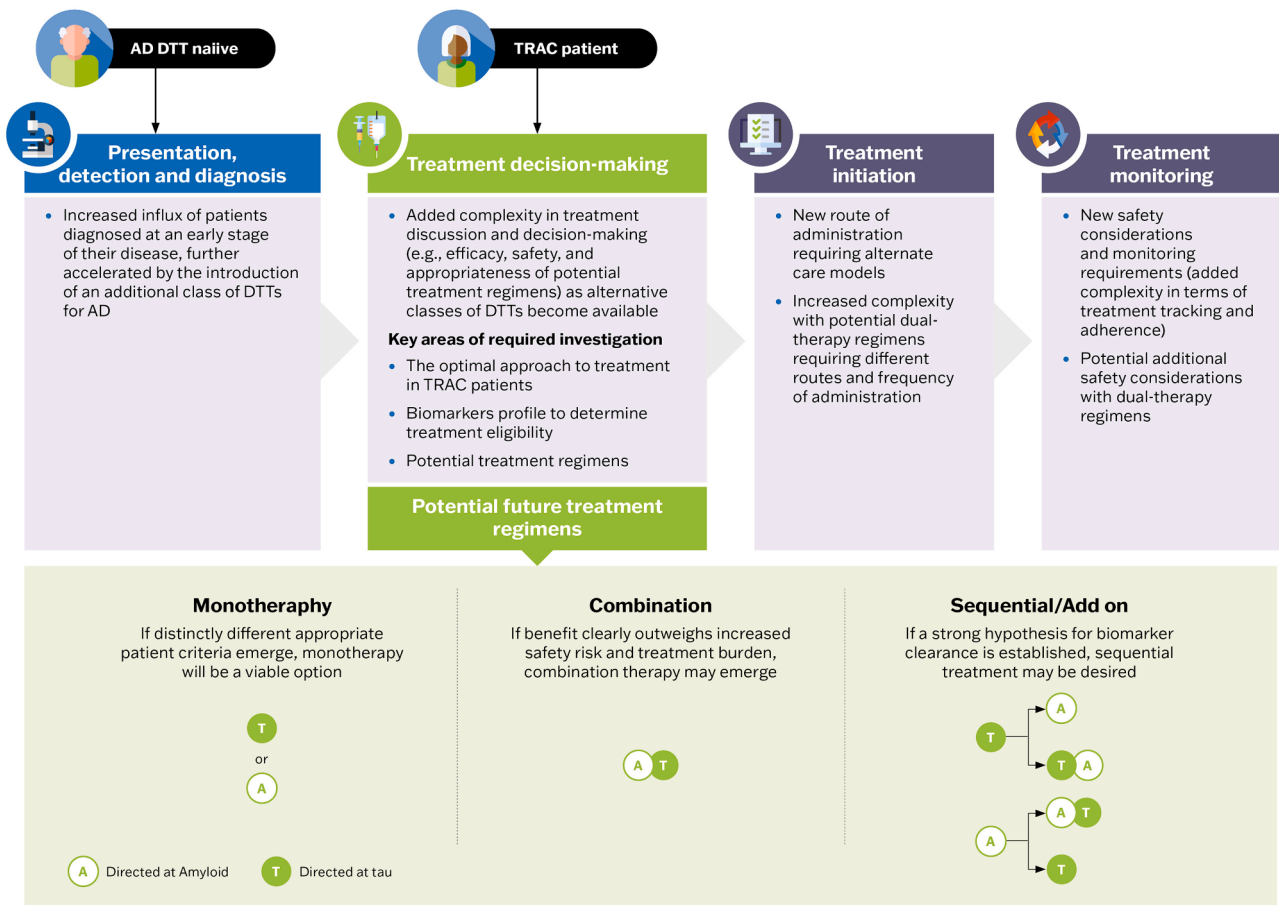 AD DTT naiive
TRAC patient
Presentation,
detection and diagnosis
• Increased influx of patients
diagnosed at an early stage
of their disease, further
accelerated by the introduction
of an additional class of DTTs
for AD
Treatment decision-making
• Added complexity in treatment
discussion and decision-making
(e.g., efficacy, safety, and
appropriateness of potential
treatment regimens) as alternative
classes of DTTs become available
Key areas of required investigation
• The optimal approach to treatment
in TRAC patients
• Biomarkers profile to determine
treatment eligibility
• Potential treatment regimens
Potential future treatment
regimens
Treatment
initiation
• New route of
administration
requiring alternate
care models
• Increased complexity
with potential dual-
therapy regimens
requiring different
routes and frequency
of administration
Treatment
monitoring
• New safety
considerations
and monitoring
requirements (added
complexity in terms of
treatment tracking and
adherence)
• Potential additional
safety considerations
with dual-therapy
regimens
Monotheraphy
If distinctly different appropriate
patient criteria emerge, monotherapy
will be a viable option
T
or
A
Combination
If benefit clearly outweighs increased
safety risk and treatment burden,
combination therapy may emerge
A T
Sequential/Add on
If a strong hypothesis for biomarker
clearance is established, sequential
treatment may be desired
A
T
T A
A T
A
T
A Directed at Amyloid
T Directed at tau